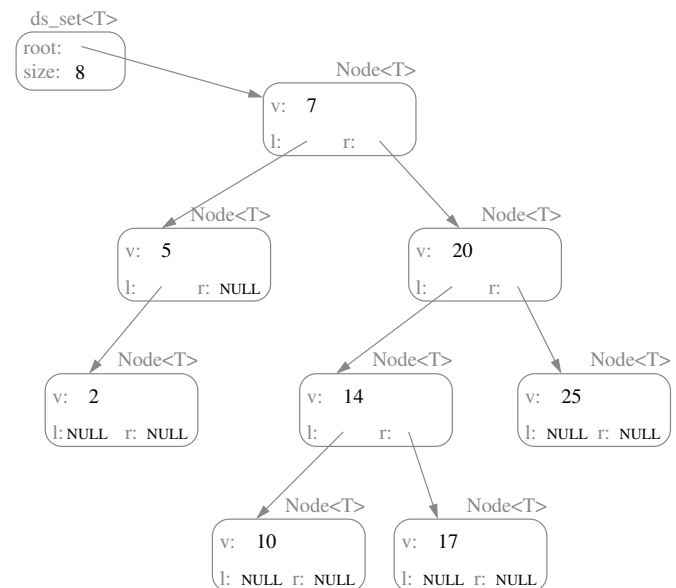 ds_set<T>
root:
size: 8
Node<T>
v: 7
l: r:
Node<T>
v: 5
l: r: NULL
Node<T>
v: 20
l: r:
Node<T>
v: 2
l: NULL r: NULL
Node<T>
v: 14
l: r:
Node<T>
v: 25
l: NULL r: NULL
Node<T>
v: 10
l: NULL r: NULL
Node<T>
v: 17
l: NULL r: NULL